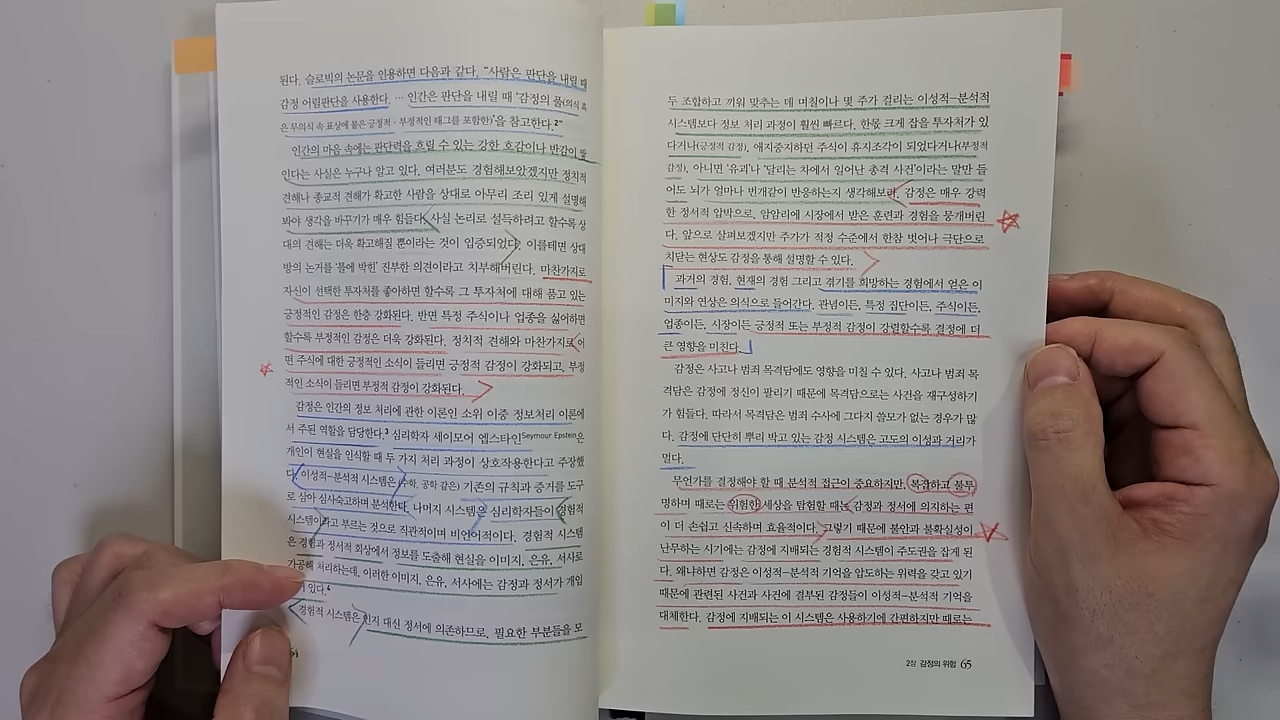 된다. 슬로빅의 논문을 인용하면 다음과 같다. "사람은 판단을 내릴 때
감정 어림판단을 사용한다. … 인간은 판단을 내릴 때 '감정의 풀(의식 혹
은 무의식 속 표상에 붙은 긍정적·부정적인 태그를 포함한)'을 참고한다.2"
인간의 마음 속에는 판단력을 흐릴 수 있는 강한 호감이나 반감이 쌓
인다는 사실은 누구나 알고 있다. 여러분도 경험해보았겠지만 정치적
견해나 종교적 견해가 확고한 사람을 상대로 아무리 조리 있게 설명해
봐야 생각을 바꾸기가 매우 힘들다. 사실 논리로 설득하려고 할수록 상
대의 견해는 더욱 확고해질 뿐이라는 것이 입증되었다. 이를테면 상대
방의 논거를 '틀에 박힌' 진부한 의견이라고 치부해버린다. 마찬가지로
자신이 선택한 투자처를 좋아하면 할수록 그 투자처에 대해 품고 있는
긍정적인 감정은 한층 강화된다. 반면 특정 주식이나 업종을 싫어하면
할수록 부정적인 감정은 더욱 강화된다. 정치적 견해와 마찬가지로 어
떤 주식에 대한 긍정적인 소식이 들리면 긍정적 감정이 강화되고, 부정
적인 소식이 들리면 부정적 감정이 강화된다.
감정은 인간의 정보 처리에 관한 이론인 소위 이중 정보처리 이론에
서 주된 역할을 담당한다.3 심리학자 세이모어 엡스타인Seymour Epstein은
개인이 현실을 인식할 때 두 가지 처리 과정이 상호작용한다고 주장했
다. 이성적-분석적 시스템은 (수학, 공학 같은) 기존의 규칙과 증거를 도구
로 삼아 심사숙고하며 분석한다. 나머지 시스템은 심리학자들이 경험적
시스템이라고 부르는 것으로 직관적이며 비언어적이다. 경험적 시스템
은 경험과 정서적 회상에서 정보를 도출해 현실을 이미지, 은유, 서사로
가공해 처리하는데, 이러한 이미지, 은유, 서사에는 감정과 정서가 개입
있다.4
경험적 시스템은 인지 대신 정서에 의존하므로, 필요한 부분들을 모
64
두 조합하고 끼워 맞추는 데 며칠이나 몇 주가 걸리는 이성적-분석적
시스템보다 정보 처리 과정이 훨씬 빠르다. 한몫 크게 잡을 투자처가 있
다거나(긍정적 감정), 애지중지하던 주식이 휴지조각이 되었다거나(부정적
감정), 아니면 '유괴'나 '달리는 차에서 일어난 총격 사건'이라는 말만 들
어도 뇌가 얼마나 번개같이 반응하는지 생각해보라. 감정은 매우 강력
한 정서적 압박으로, 암암리에 시장에서 받은 훈련과 경험을 뭉개버린
다. 앞으로 살펴보겠지만 주가가 적정 수준에서 한참 벗어나 극단으로
치닫는 현상도 감정을 통해 설명할 수 있다.
과거의 경험, 현재의 경험 그리고 겪기를 희망하는 경험에서 얻은 이
미지와 연상은 의식으로 들어간다. 관념이든, 특정 집단이든, 주식이든,
업종이든, 시장이든 긍정적 또는 부정적 감정이 강렬할수록 결정에 더
큰 영향을 미친다.
감정은 사고나 범죄 목격담에도 영향을 미칠 수 있다. 사고나 범죄 목
격담은 감정에 정신이 팔리기 때문에 목격담으로는 사건을 재구성하기
가 힘들다. 따라서 목격담은 범죄 수사에 그다지 쓸모가 없는 경우가 많
다. 감정에 단단히 뿌리 박고 있는 감정 시스템은 고도의 이성과 거리가
멀다.
무언가를 결정해야 할 때 분석적 접근이 중요하지만, 복잡하고 불투
명하며 때로는 위험한 세상을 탐험할 때는 감정과 정서에 의지하는 편
이 더 손쉽고 신속하며 효율적이다. 그렇기 때문에 불안과 불확실성이
난무하는 시기에는 감정에 지배되는 경험적 시스템이 주도권을 잡게 된
다. 왜냐하면 감정은 이성적-분석적 기억을 압도하는 위력을 갖고 있기
때문에 관련된 사건과 사건에 결부된 감정들이 이성적-분석적 기억을
대체한다. 감정에 지배되는 이 시스템은 사용하기에 간편하지만 때로는
2장 감정의 위험 65